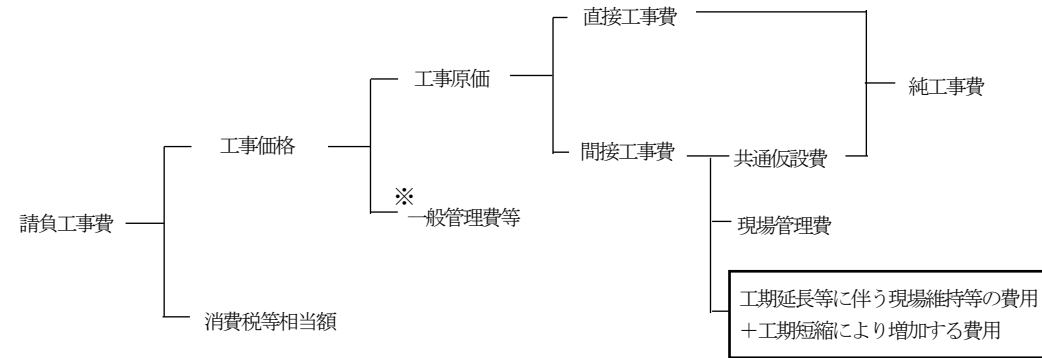 直接工事費
工事原価
純工事費
工事価格
間接工事費
共通仮設費
※
一般管理費等
請負工事費
現場管理費
工期延長等に伴う現場維持等の費用
＋工期短縮により増加する費用
消費税等相当額